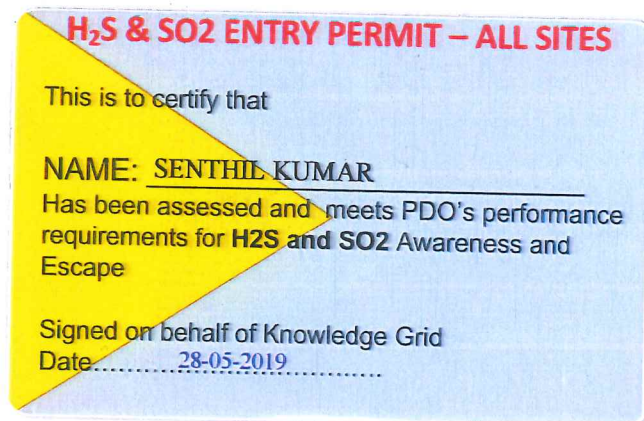 H₂S & SO2 ENTRY PERMIT – ALL SITES
This is to certify that
NAME: SENTHIL KUMAR
Has been assessed and meets PDO's performance
requirements for H2S and SO2 Awareness and
Escape
Signed on behalf of Knowledge Grid
Date..........28-05-2019..............